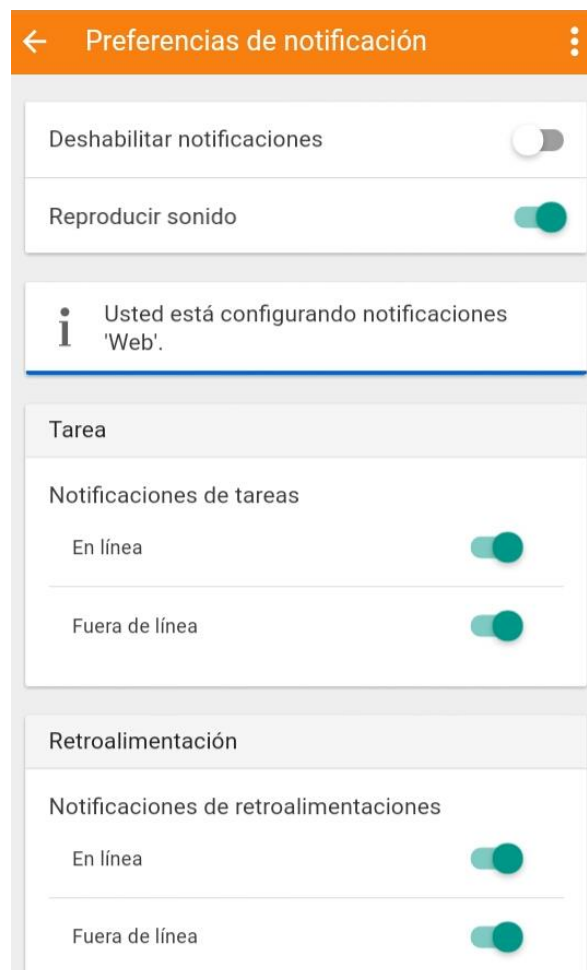 Preferencias de notificación
Deshabilitar notificaciones
Reproducir sonido
Usted está configurando notificaciones
'Web'.
Tarea
Notificaciones de tareas
En línea
Fuera de línea
Retroalimentación
Notificaciones de retroalimentaciones
En línea
Fuera de línea